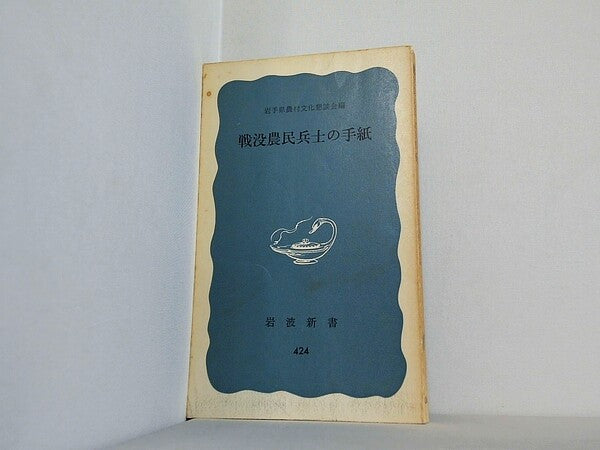 岩手県農村文化懇談会編
戦没農民兵士の手紙
岩波新書
424